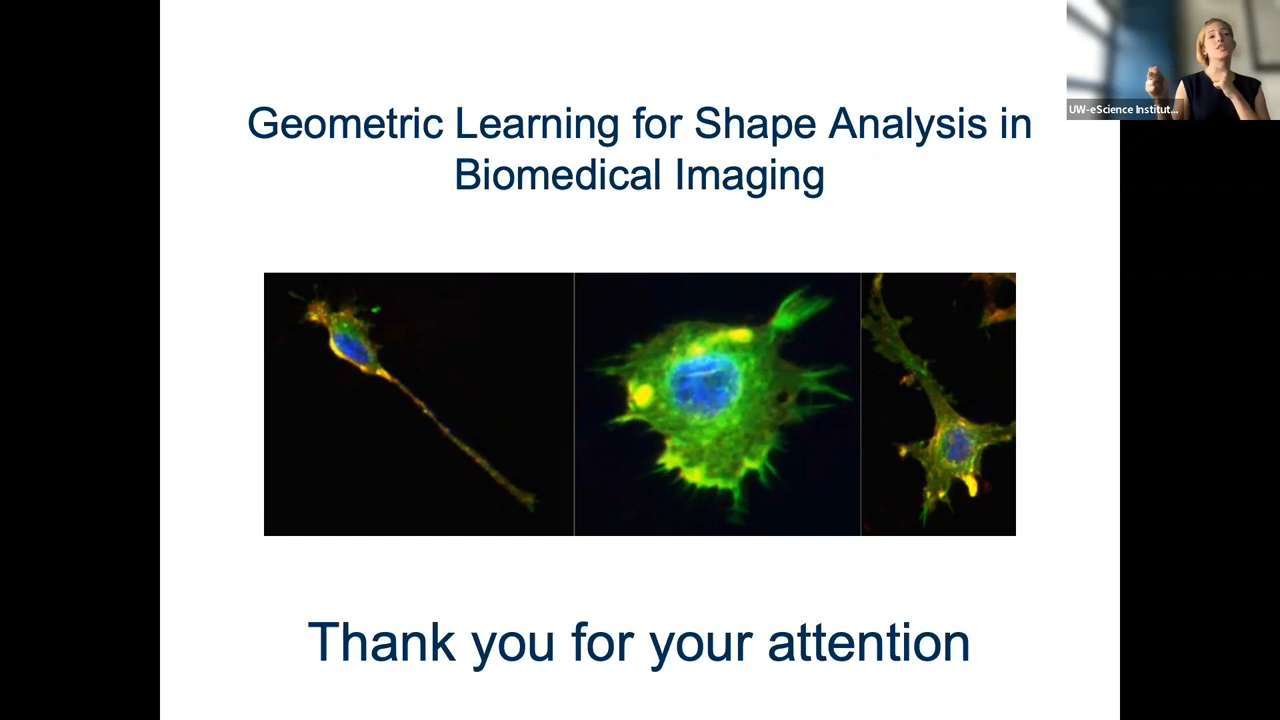 Geometric Learning for Shape Analysis in
Biomedical Imaging
UW-eScience Institut...
Thank you for your attention